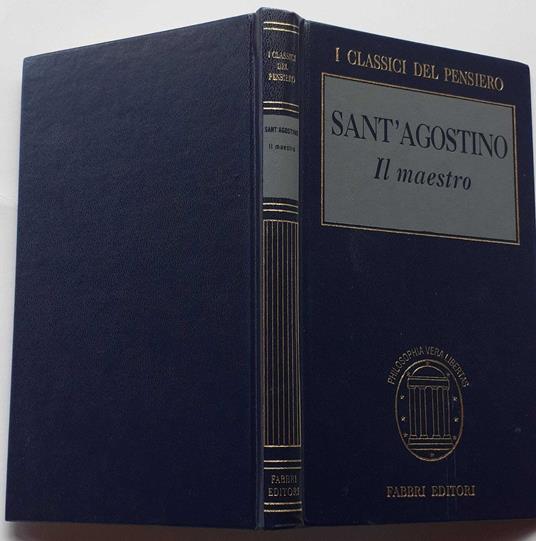 I CLASSICI
DEL
PENSIERO
SANT'AGOSTINO
Il maestro
FABBRI
EDITORI
I CLASSICI DEL PENSIERO
SANT'AGOSTINO
Il maestro
PHILOSOPHIA VERA LIBERTAS
FABBRI EDITORI